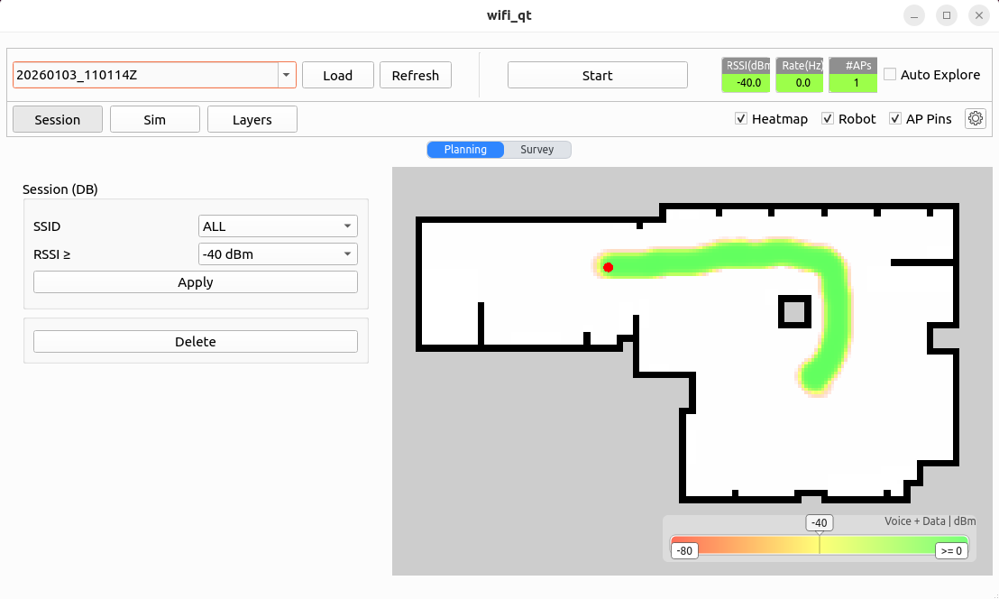 wifi_qt
20260103_110114Z
Load
Refresh
Start
RSSI(dBm
-40.0
Rate(Hz)
0.0
#APs
1
Auto Explore
Session
Sim
Layers
Heatmap
Robot
AP Pins
Planning
Survey
Session (DB)
SSID
ALL
RSSI ≥
-40 dBm
Apply
Delete
-40
Voice + Data | dBm
-80
>= 0